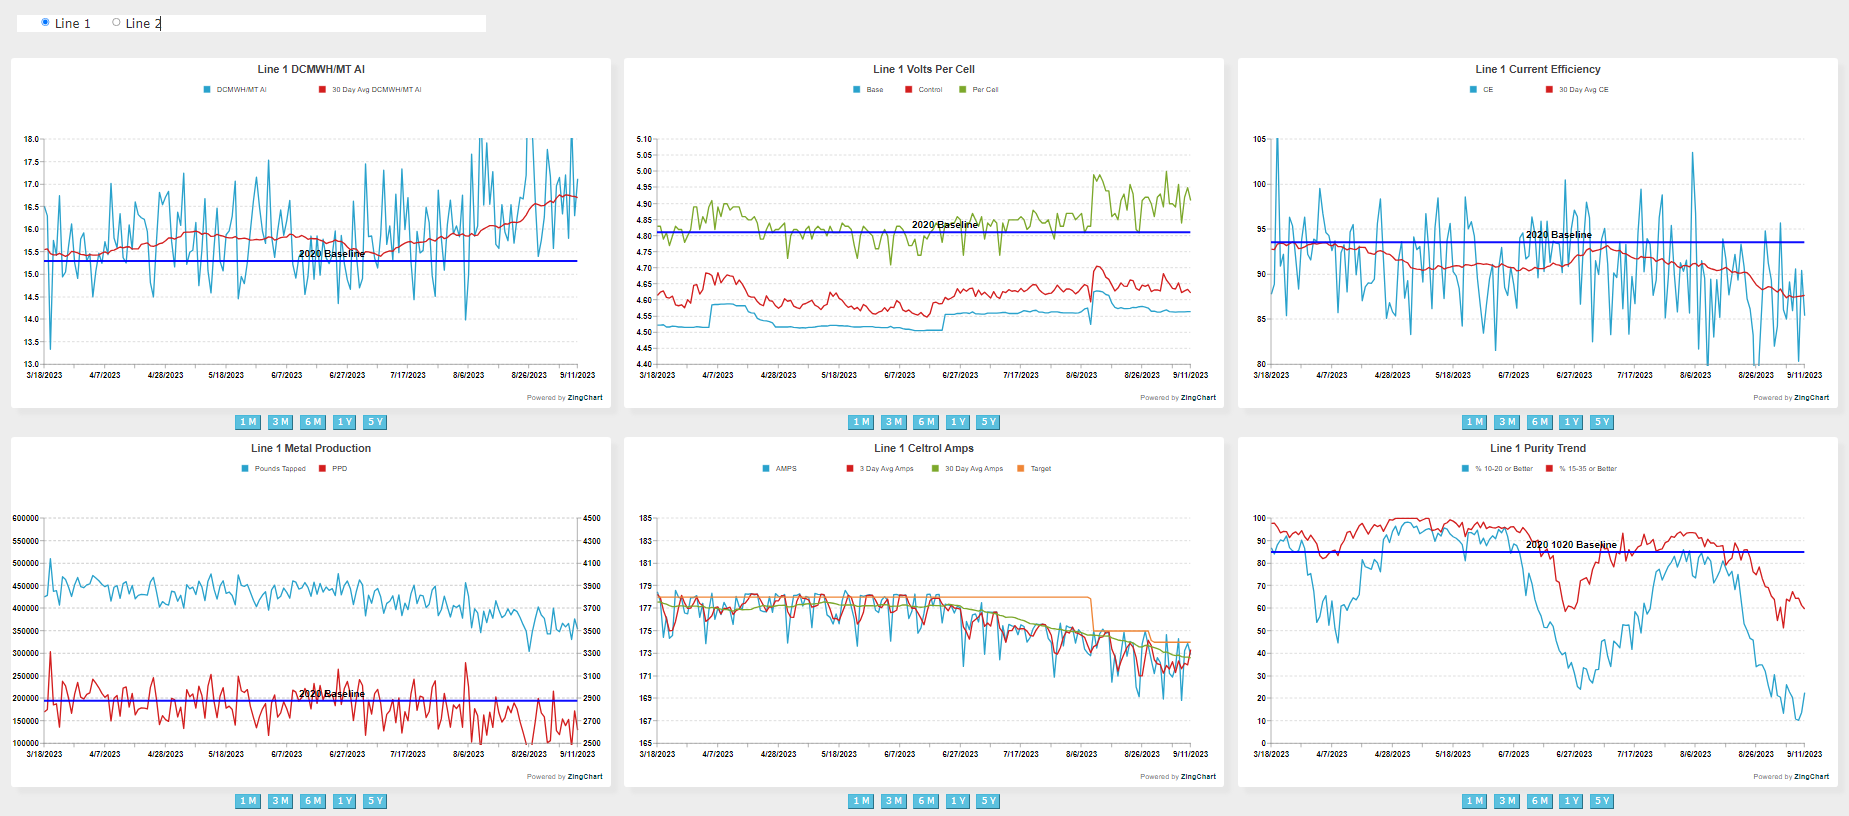 Line 1 Line 2
Line 1 DCMWH/MT Al
DCMWH/MT Al 30 Day Avg DCMWH/MT Al
18.0
17.5
17.0
16.5
16.0
15.5
15.0
14.5
14.0
13.5
13.0
2020 Baseline
3/18/2023 4/7/2023 4/28/2023 5/18/2023 6/7/2023 6/27/2023 7/17/2023 8/6/2023 8/26/2023 9/11/2023
Powered by ZingChart
1 M 3 M 6 M 1 Y 5 Y
Line 1 Volts Per Cell
Base Control Per Cell
5.10
5.05
5.00
4.95
4.90
4.85
4.80
4.75
4.70
4.65
4.60
4.55
4.50
4.45
4.40
2020 Baseline
3/18/2023 4/7/2023 4/28/2023 5/18/2023 6/7/2023 6/27/2023 7/17/2023 8/6/2023 8/26/2023 9/11/2023
Powered by ZingChart
1 M 3 M 6 M 1 Y 5 Y
Line 1 Current Efficiency
CE 30 Day Avg CE
105
100
95
90
85
80
2020 Baseline
3/18/2023 4/7/2023 4/28/2023 5/18/2023 6/7/2023 6/27/2023 7/17/2023 8/6/2023 8/26/2023 9/11/2023
Powered by ZingChart
1 M 3 M 6 M 1 Y 5 Y
Line 1 Metal Production
Pounds Tapped PPD
600000 4500
550000 4300
500000 4100
450000 3900
400000 3700
350000 3500
300000 3300
250000 3100
200000 2900
150000 2700
100000 2500
2020 Baseline
3/18/2023 4/7/2023 4/28/2023 5/18/2023 6/7/2023 6/27/2023 7/17/2023 8/6/2023 8/26/2023 9/11/2023
Powered by ZingChart
1 M 3 M 6 M 1 Y 5 Y
Line 1 Celtrol Amps
AMPS 3 Day Avg Amps 30 Day Avg Amps Target
185
183
181
179
177
175
173
171
169
167
165
3/18/2023 4/7/2023 4/28/2023 5/18/2023 6/7/2023 6/27/2023 7/17/2023 8/6/2023 8/26/2023 9/11/2023
Powered by ZingChart
1 M 3 M 6 M 1 Y 5 Y
Line 1 Purity Trend
% 10-20 or Better % 15-35 or Better
100
90
80
70
60
50
40
30
20
10
0
2020 1020 Baseline
3/18/2023 4/7/2023 4/28/2023 5/18/2023 6/7/2023 6/27/2023 7/17/2023 8/6/2023 8/26/2023 9/11/2023
Powered by ZingChart
1 M 3 M 6 M 1 Y 5 Y